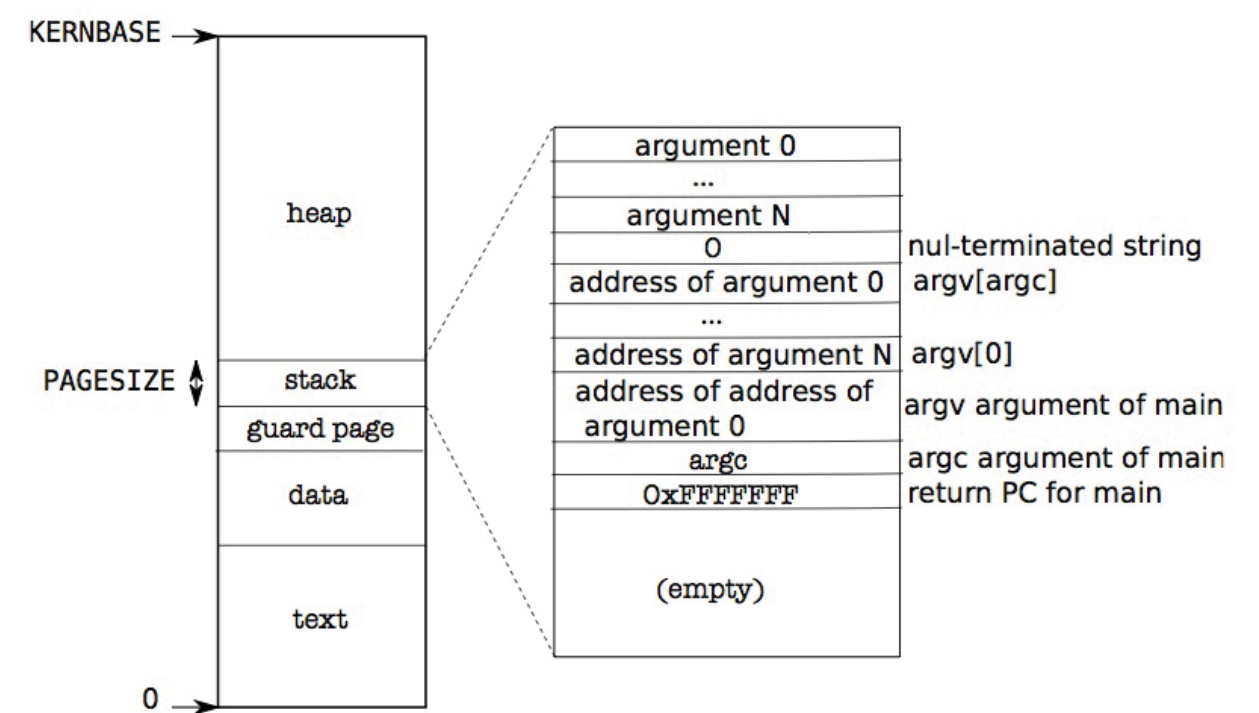 KERNBASE
heap
PAGESIZE
stack
guard page
data
text
0
argument 0
...
argument N
0
nul-terminated string
address of argument 0
argv[argc]
...
address of argument N
argv[0]
address of address of
argument 0
argv argument of main
argc
argc argument of main
0xFFFFFFF
return PC for main
(empty)